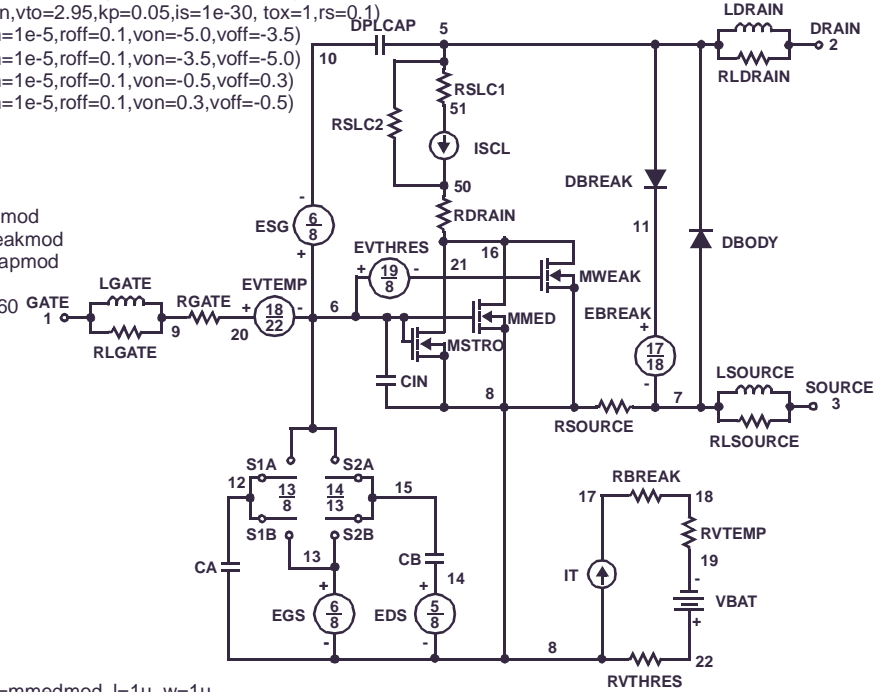 n,vto=2.95,kp=0.05,is=1e-30, tox=1,rs=0.1)
=1e-5,roff=0.1,von=-5.0,voff=-3.5)
=1e-5,roff=0.1,von=-3.5,voff=-5.0)
=1e-5,roff=0.1,von=-0.5,voff=0.3)
=1e-5,roff=0.1,von=0.3,voff=-0.5)
mod
eakmod
apmod
60
=mmedmod, l=1u, w=1u
DPLCAP
5
10
LDRAIN
DRAIN
2
RLDRAIN
RSLC1
51
RSLC2
ISCL
50
RDRAIN
DBREAK
11
DBODY
-
ESG
6
8
+
EVTHRES
+
19
8
-
21
16
MWEAK
LGATE
GATE
1
RLGATE
9
RGATE
20
EVTEMP
+
18
22
-
6
MMED
MSTRO
EBREAK
+
17
18
-
CIN
8
RSOURCE
7
LSOURCE
SOURCE
3
RLSOURCE
S1A
S2A
12
13
8
14
13
15
S1B
S2B
13
CA
CB
14
+
EGS
6
8
-
+
EDS
5
8
-
RBREAK
17
18
RVTEMP
19
IT
-
VBAT
+
8
22
RVTHRES